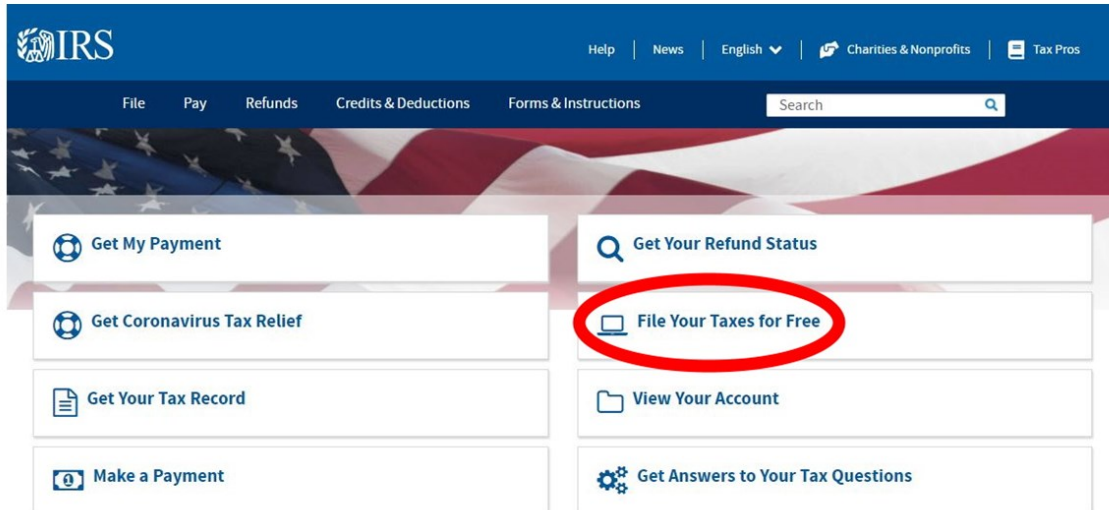 IRS
Help News English Charities & Nonprofits Tax Pros
File Pay Refunds Credits & Deductions Forms & Instructions Search
Get My Payment
Get Your Refund Status
Get Coronavirus Tax Relief
File Your Taxes for Free
Get Your Tax Record
View Your Account
Make a Payment
Get Answers to Your Tax Questions